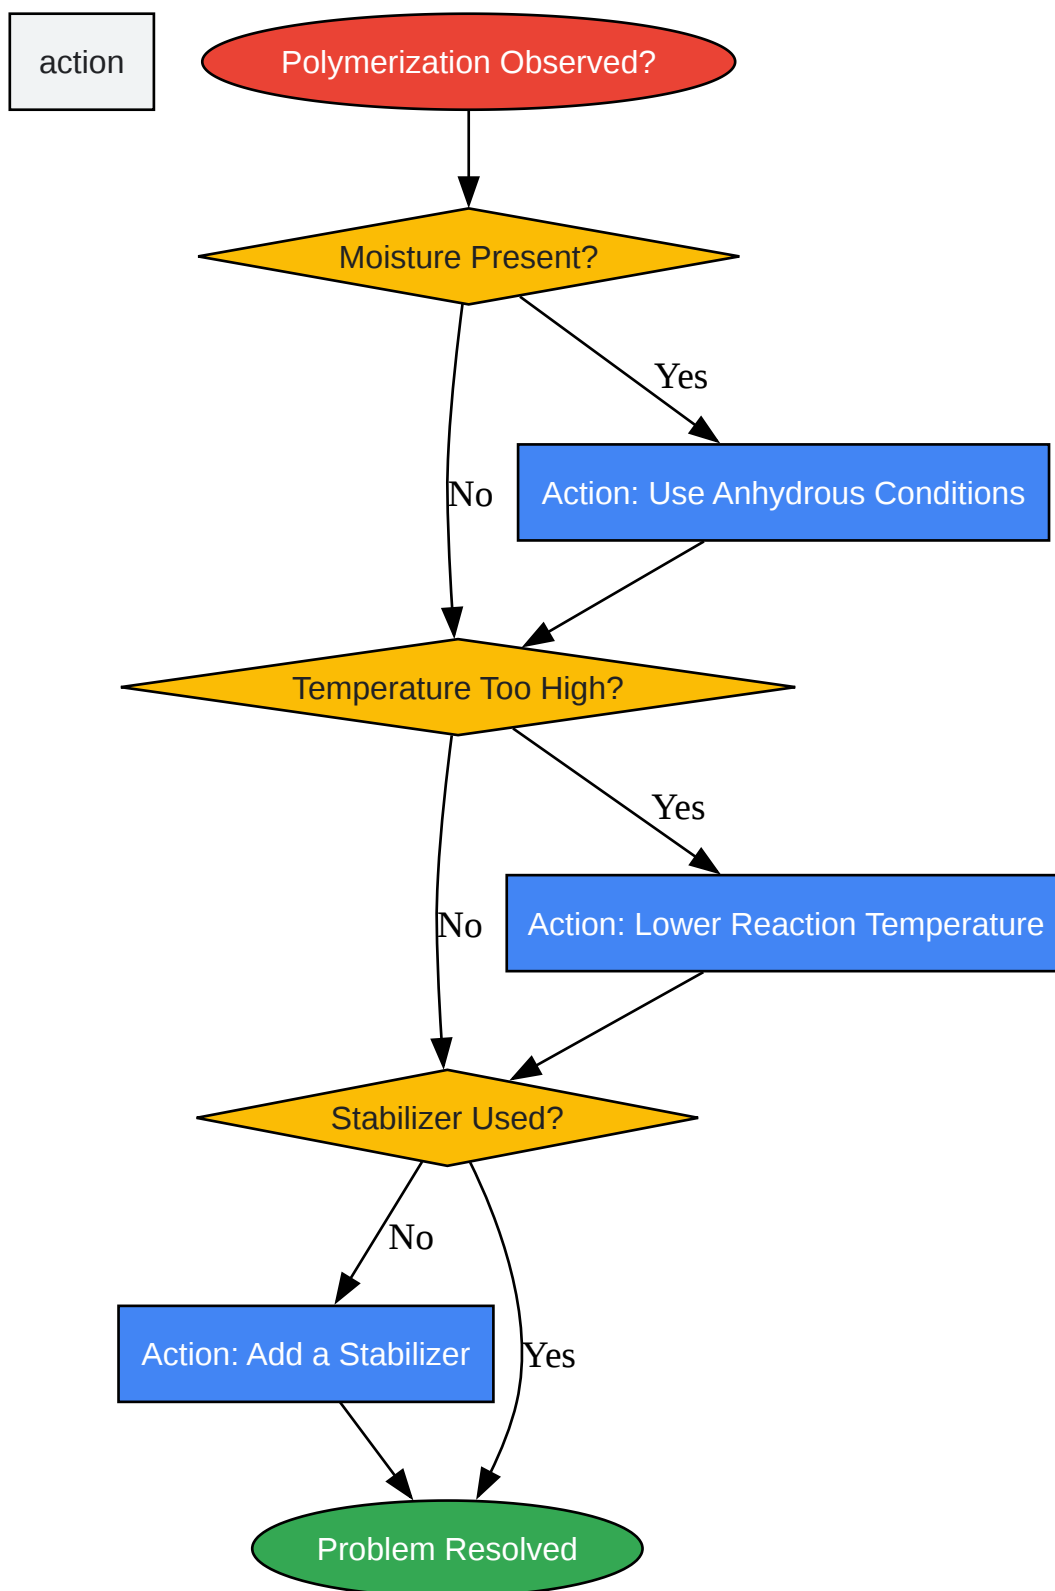 action
Polymerization Observed?
Moisture Present?
Yes
No
Action: Use Anhydrous Conditions
Temperature Too High?
Yes
No
Action: Lower Reaction Temperature
Stabilizer Used?
No
Yes
Action: Add a Stabilizer
Problem Resolved